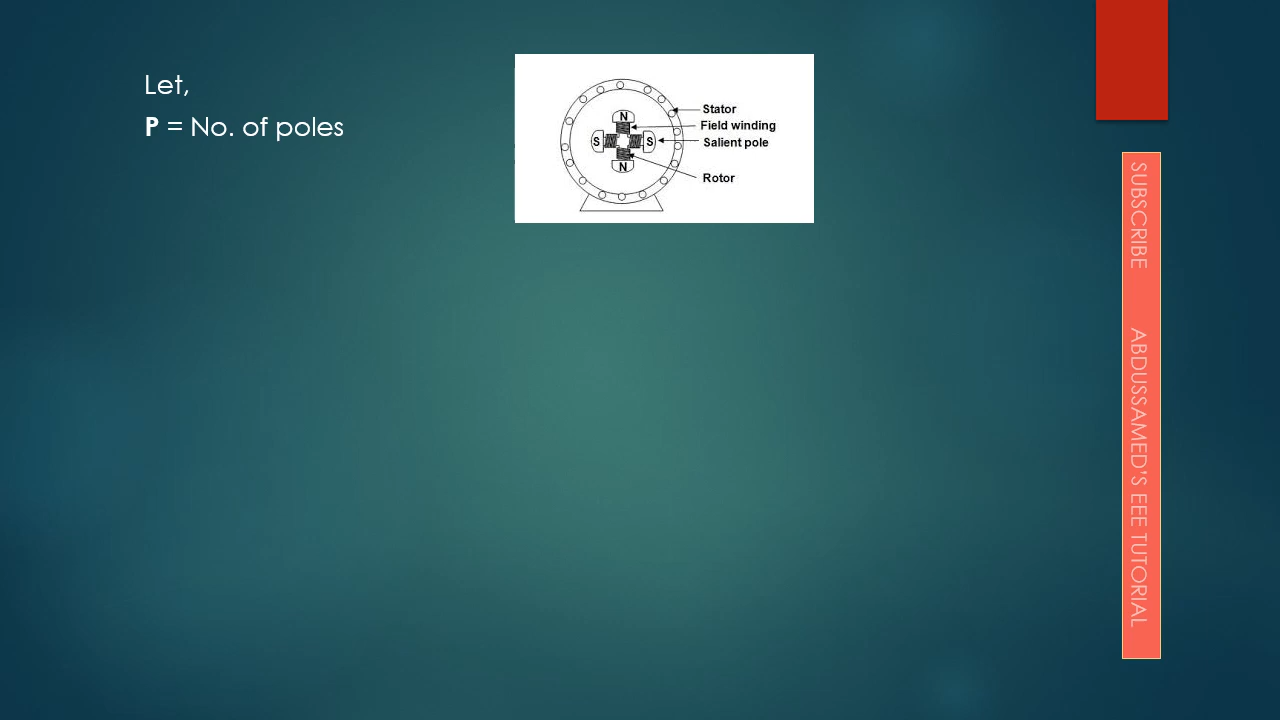 Let,
P = No. of poles
N
S
S
N
Stator
Field winding
Salient pole
Rotor
SUBSCRIBE ABDUSSAMED'S EEE TUTORIAL